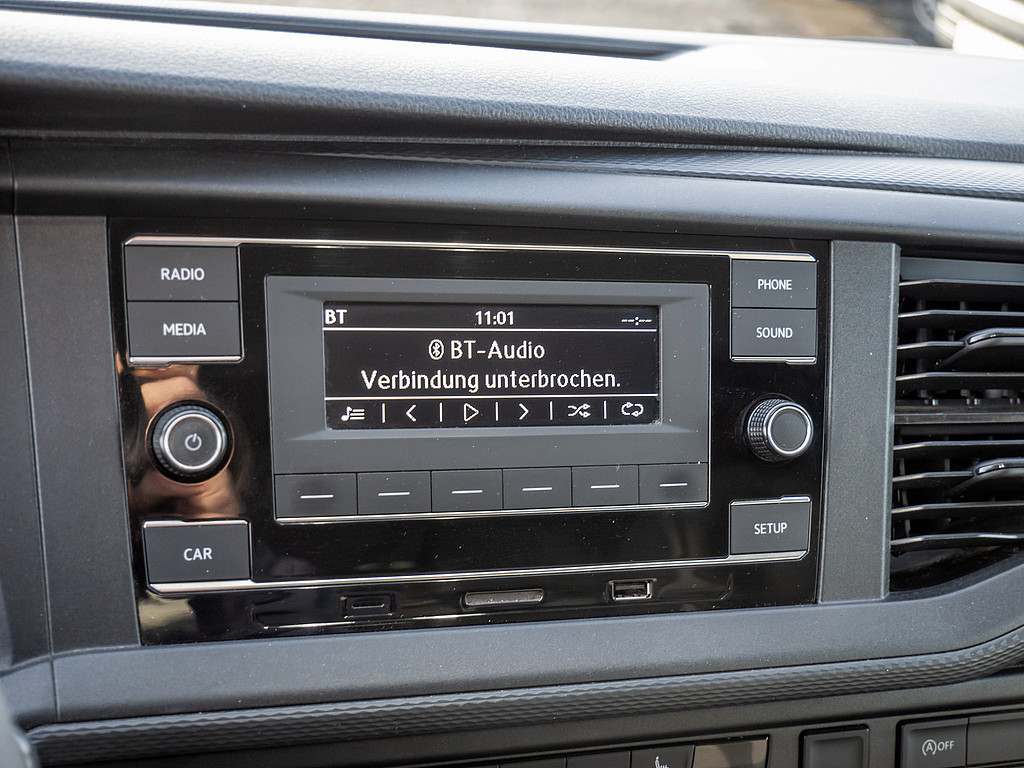 RADIO
MEDIA
PHONE
SOUND
BT 11:01 --:--
BT-Audio
Verbindung unterbrochen.
CAR
SETUP
A OFF